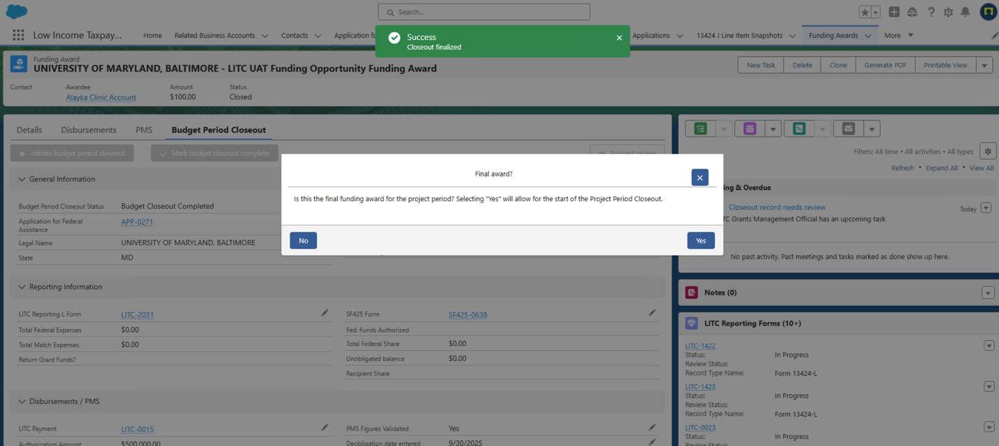 Search...
Low Income Taxpay...
Home
Related Business Accounts
Contacts
Application fo
Applications
13424 J Line Item Snapshots
Funding Awards
More
Success
Closeout finalized
Funding Award
UNIVERSITY OF MARYLAND, BALTIMORE - LITC UAT Funding Opportunity Funding Award
New Task
Delete
Clone
Generate PDF
Printable View
Contact
Awardee
Alayka Clinic Account
Amount
$100.00
Status
Closed
Details
Disbursements
PMS
Budget Period Closeout
Initiate budget period closeout
Mark budget closeout complete
Request review
Final award?
Is this the final funding award for the project period? Selecting "Yes" will allow for the start of the Project Period Closeout.
No
Yes
General Information
Budget Period Closeout Status
Budget Closeout Completed
Application for Federal
Assistance
APP-0271
Legal Name
UNIVERSITY OF MARYLAND, BALTIMORE
State
MD
Reporting Information
LITC Reporting L Form
LITC-2031
Total Federal Expenses
$0.00
Total Match Expenses
$0.00
Return Grant Funds?
SF425 Form
SF425-0638
Fed. Funds Authorized
Total Federal Share
$0.00
Unobligated balance
$0.00
Recipient Share
Disbursements / PMS
LITC Payment
LITC-0015
Authorization Amount
$500,000.00
PMS Figures Validated
Yes
Deobligation date entered
9/30/2025
Filters: All time • All activities • All types
Refresh • Expand All • View All
ing & Overdue
Closeout record needs review
Today
TC Grants Management Official has an upcoming task
No past activity. Past meetings and tasks marked as done show up here.
Notes (0)
LITC Reporting Forms (10+)
LITC-1422
Status:
In Progress
Review Status:
Record Type Name:
Form 13424-L
LITC-1423
Status:
In Progress
Review Status:
Record Type Name:
Form 13424-L
LITC-0023
Status:
In Progress
Review Status: